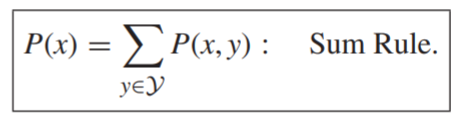 P(x) = ∑ P(x, y) :    Sum Rule.
y∈𝒴